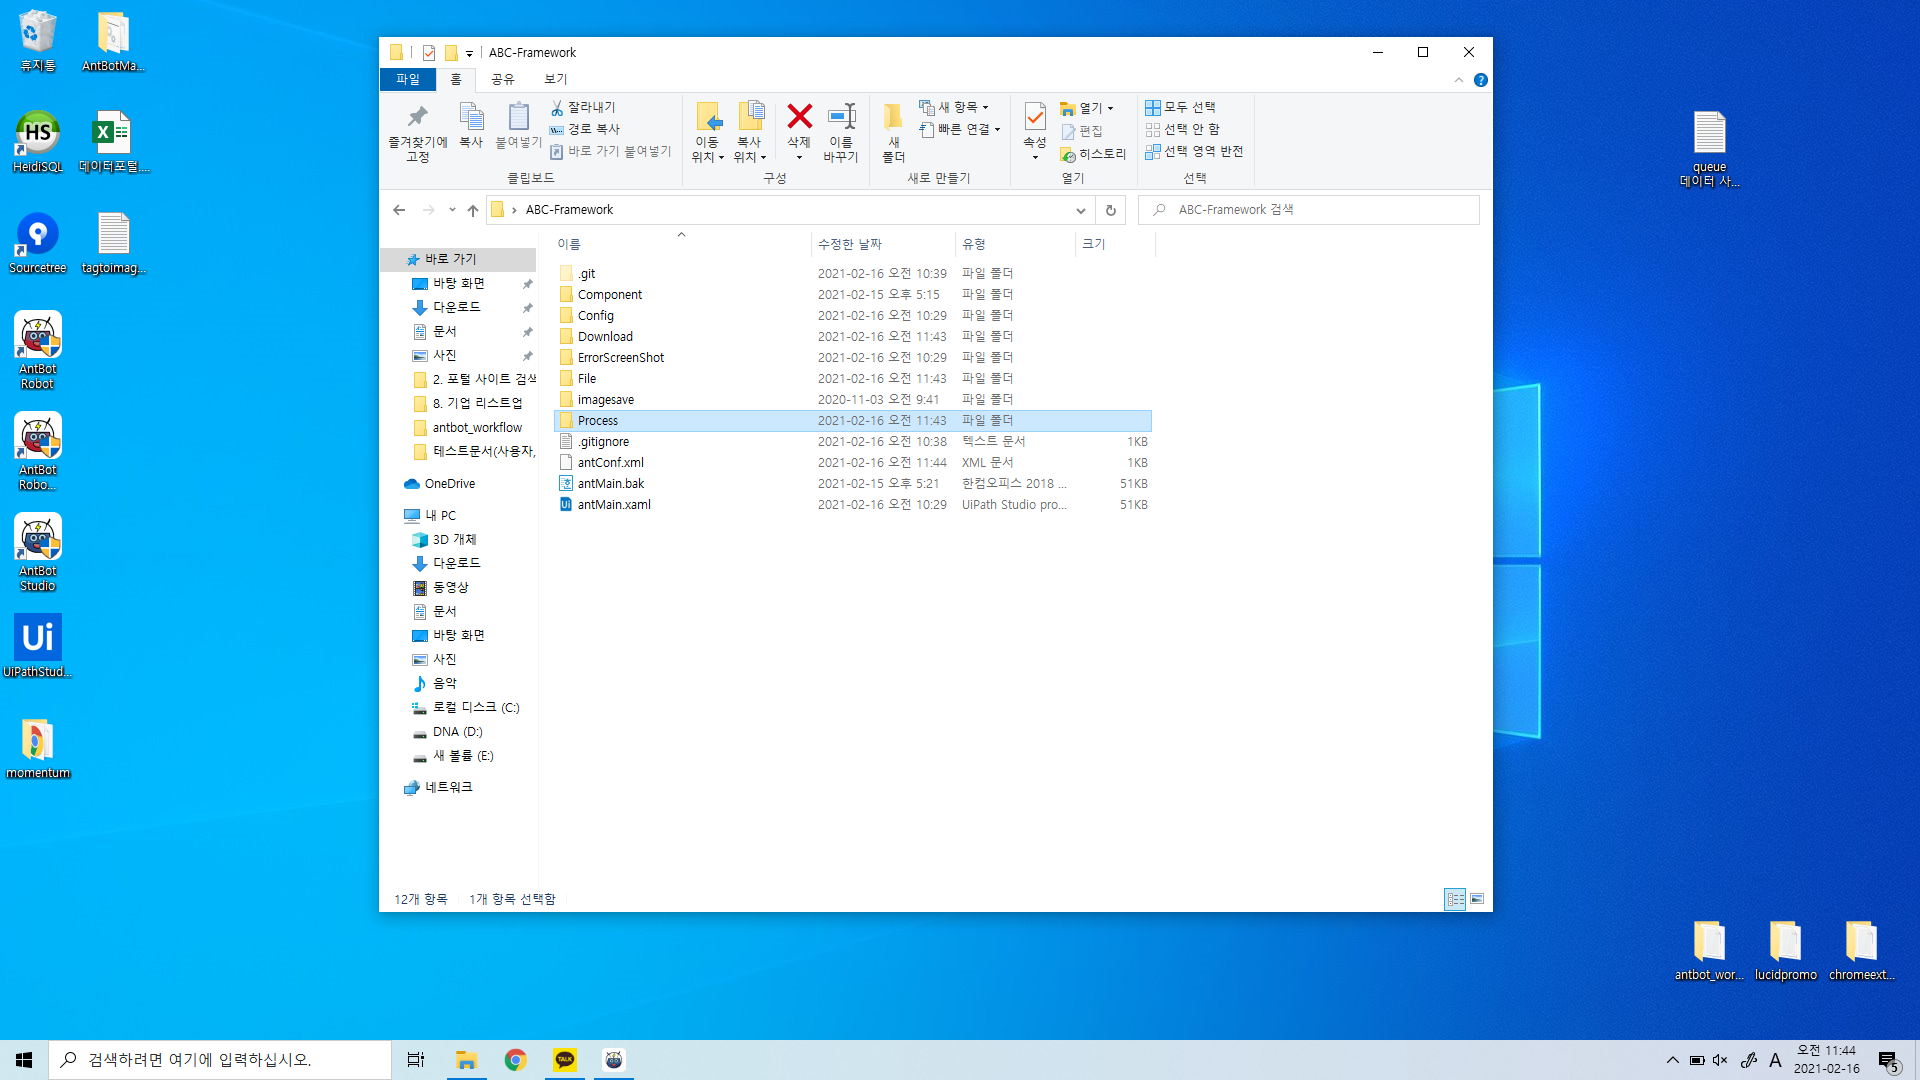 휴지통
AntBotMa...
HeidiSQL
데이터포털....
Sourcetree
tagtoimag...
AntBot
Robot
AntBot
Robo...
AntBot
Studio
UiPathStud...
momentum
ABC-Framework
파일
홈
공유
보기
즐겨찾기에
고정
복사
붙여넣기
잘라내기
경로 복사
바로 가기 붙여넣기
클립보드
이동
위치
복사
위치
삭제
이름
바꾸기
구성
새
폴더
새 항목
빠른 연결
새로 만들기
속성
열기
편집
히스토리
열기
모두 선택
선택 안 함
선택 영역 반전
선택
ABC-Framework
ABC-Framework 검색
바로 가기
바탕 화면
다운로드
문서
사진
2. 포털 사이트 검색
8. 기업 리스트업
antbot_workflow
테스트문서(사용자,
OneDrive
내 PC
3D 개체
다운로드
동영상
문서
바탕 화면
사진
음악
로컬 디스크 (C:)
DNA (D:)
새 볼륨 (E:)
네트워크
이름 수정한 날짜 유형 크기
.git 2021-02-16 오전 10:39 파일 폴더
Component 2021-02-15 오후 5:15 파일 폴더
Config 2021-02-16 오전 10:29 파일 폴더
Download 2021-02-16 오전 11:43 파일 폴더
ErrorScreenShot 2021-02-16 오전 10:29 파일 폴더
File 2021-02-16 오전 11:43 파일 폴더
imagesave 2020-11-03 오전 9:41 파일 폴더
Process 2021-02-16 오전 11:43 파일 폴더
.gitignore 2021-02-16 오전 10:38 텍스트 문서 1KB
antConf.xml 2021-02-16 오전 11:44 XML 문서 1KB
antMain.bak 2021-02-15 오후 5:21 한컴오피스 2018 ... 51KB
antMain.xaml 2021-02-16 오전 10:29 UiPath Studio pro... 51KB
12개 항목 1개 항목 선택함
queue
데이터 사...
antbot_wor...
lucidpromo
chromeext...
검색하려면 여기에 입력하십시오.
TALK
A
오전 11:44
2021-02-16
5